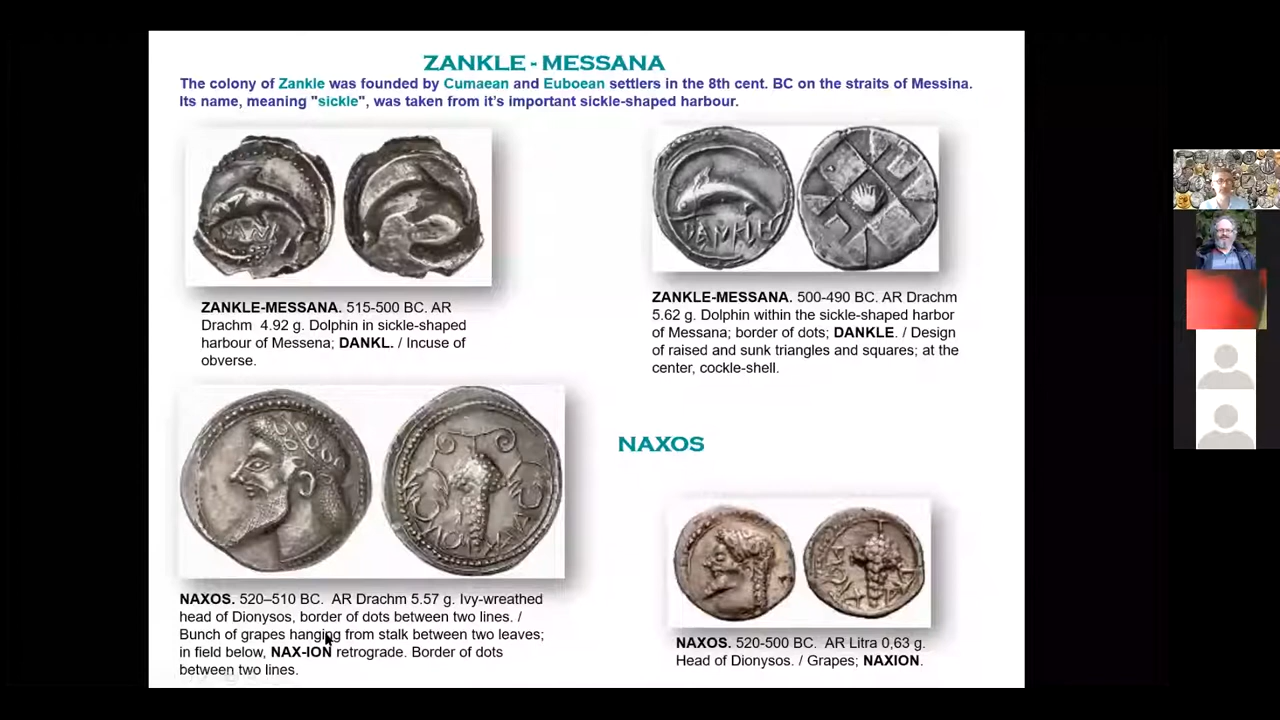 ZANKLE - MESSANA
The colony of Zankle was founded by Cumaean and Euboean settlers in the 8th cent. BC on the straits of Messina.
Its name, meaning "sickle", was taken from it's important sickle-shaped harbour.
ZANKLE-MESSANA. 515-500 BC. AR
Drachm 4.92 g. Dolphin in sickle-shaped
harbour of Messena; DANKL. / Incuse of
obverse.
ZANKLE-MESSANA. 500-490 BC. AR Drachm
5.62 g. Dolphin within the sickle-shaped harbor
of Messana; border of dots; DANKLE. / Design
of raised and sunk triangles and squares; at the
center, cockle-shell.
NAXOS
NAXOS. 520–510 BC. AR Drachm 5.57 g. Ivy-wreathed
head of Dionysos, border of dots between two lines. /
Bunch of grapes hanging from stalk between two leaves;
in field below, NAX-ION retrograde. Border of dots
between two lines.
NAXOS. 520-500 BC. AR Litra 0,63 g.
Head of Dionysos. / Grapes; NAXION.